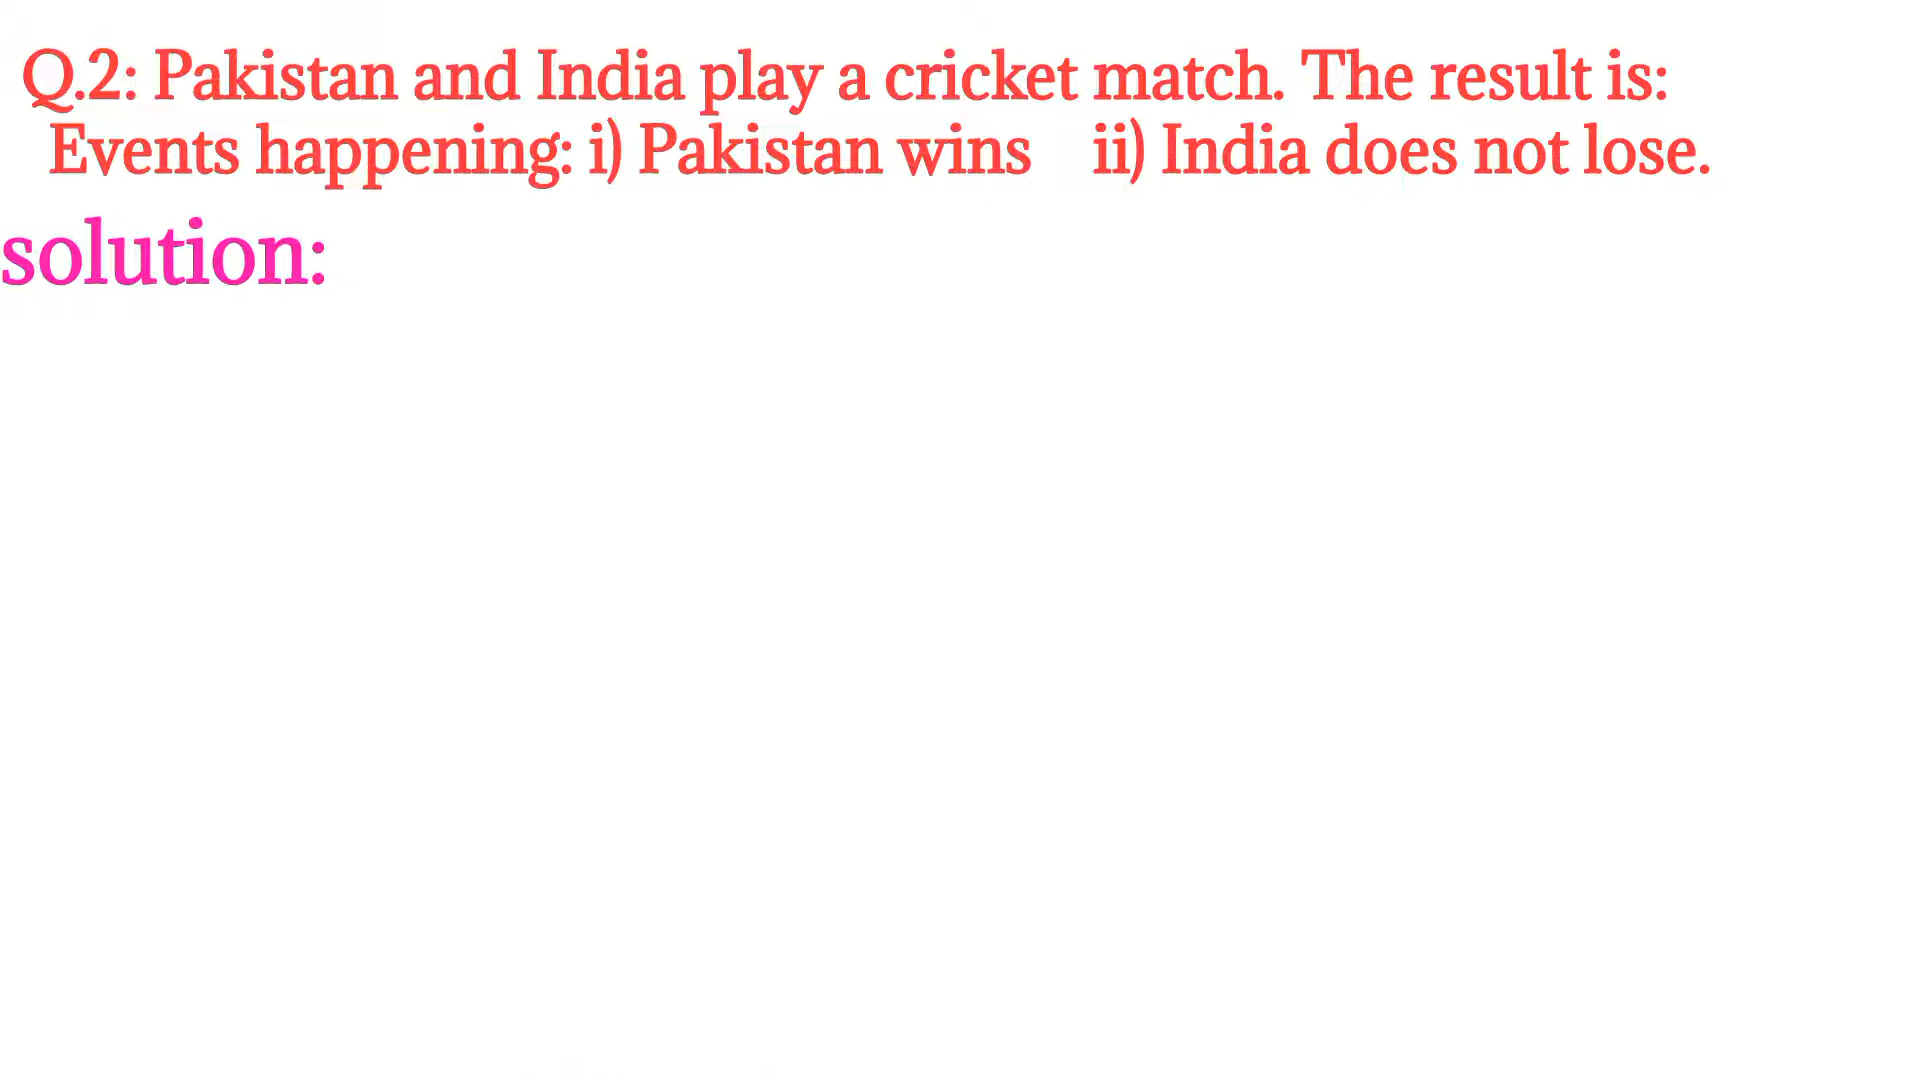 Q.2: Pakistan and India play a cricket match. The result is:
Events happening: i) Pakistan wins ii) India does not lose.
solution: